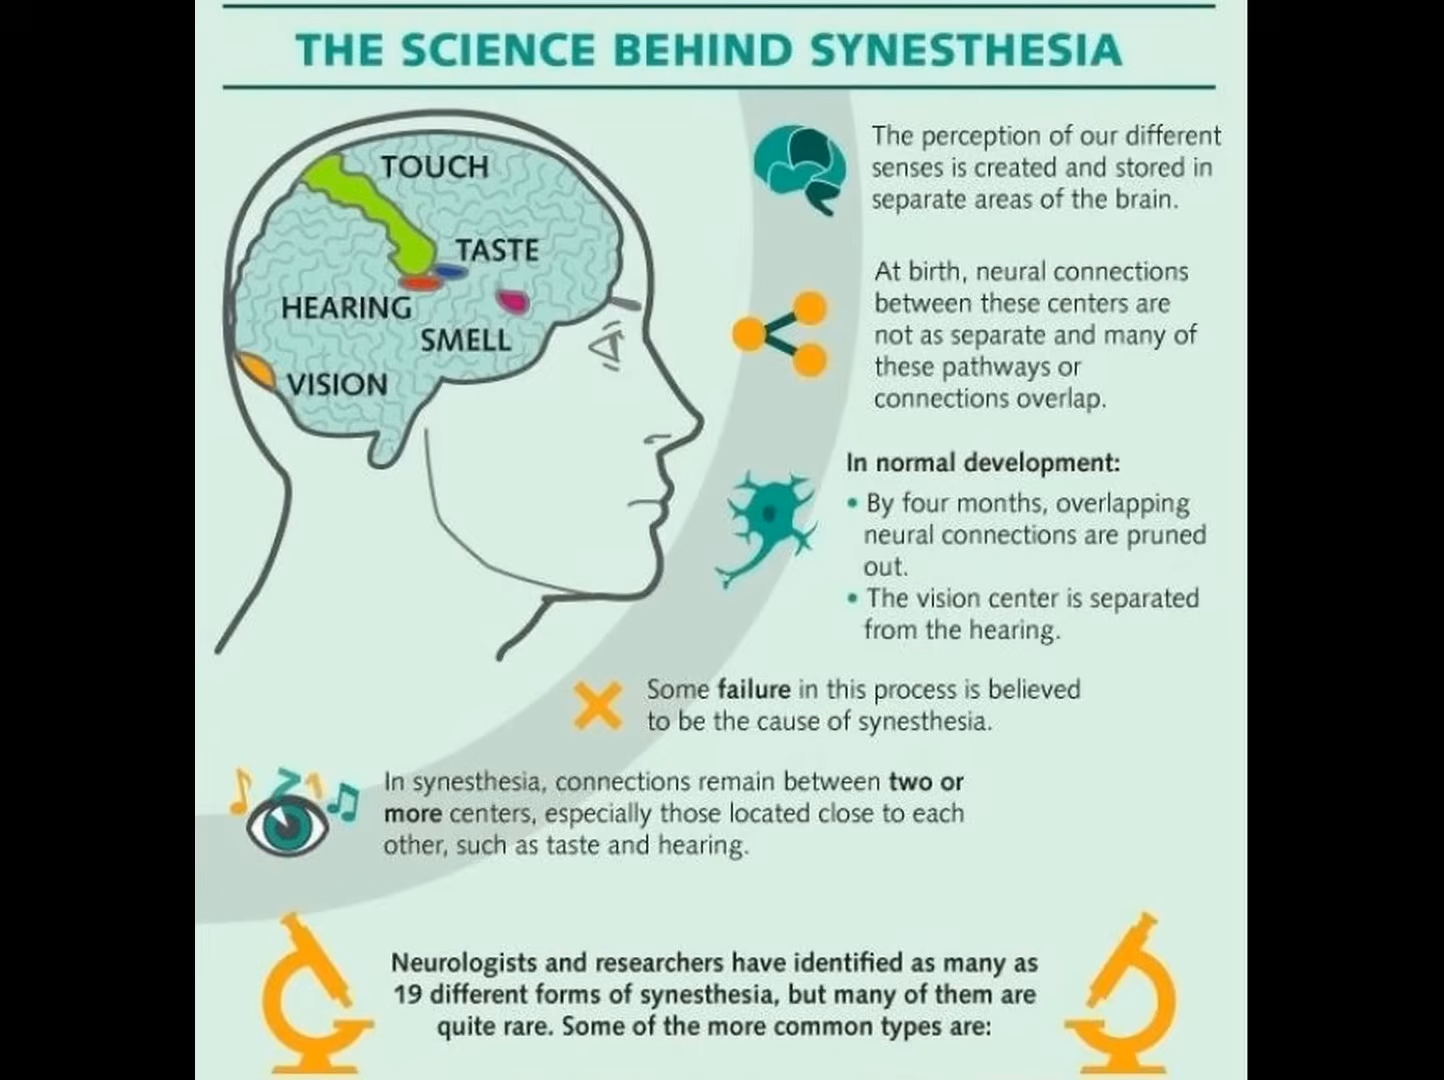 THE SCIENCE BEHIND SYNESTHESIA
TOUCH
TASTE
HEARING
SMELL
VISION
The perception of our different
senses is created and stored in
separate areas of the brain.
At birth, neural connections
between these centers are
not as separate and many of
these pathways or
connections overlap.
In normal development:
• By four months, overlapping
neural connections are pruned
out.
• The vision center is separated
from the hearing.
Some failure in this process is believed
to be the cause of synesthesia.
In synesthesia, connections remain between two or
more centers, especially those located close to each
other, such as taste and hearing.
Neurologists and researchers have identified as many as
19 different forms of synesthesia, but many of them are
quite rare. Some of the more common types are: